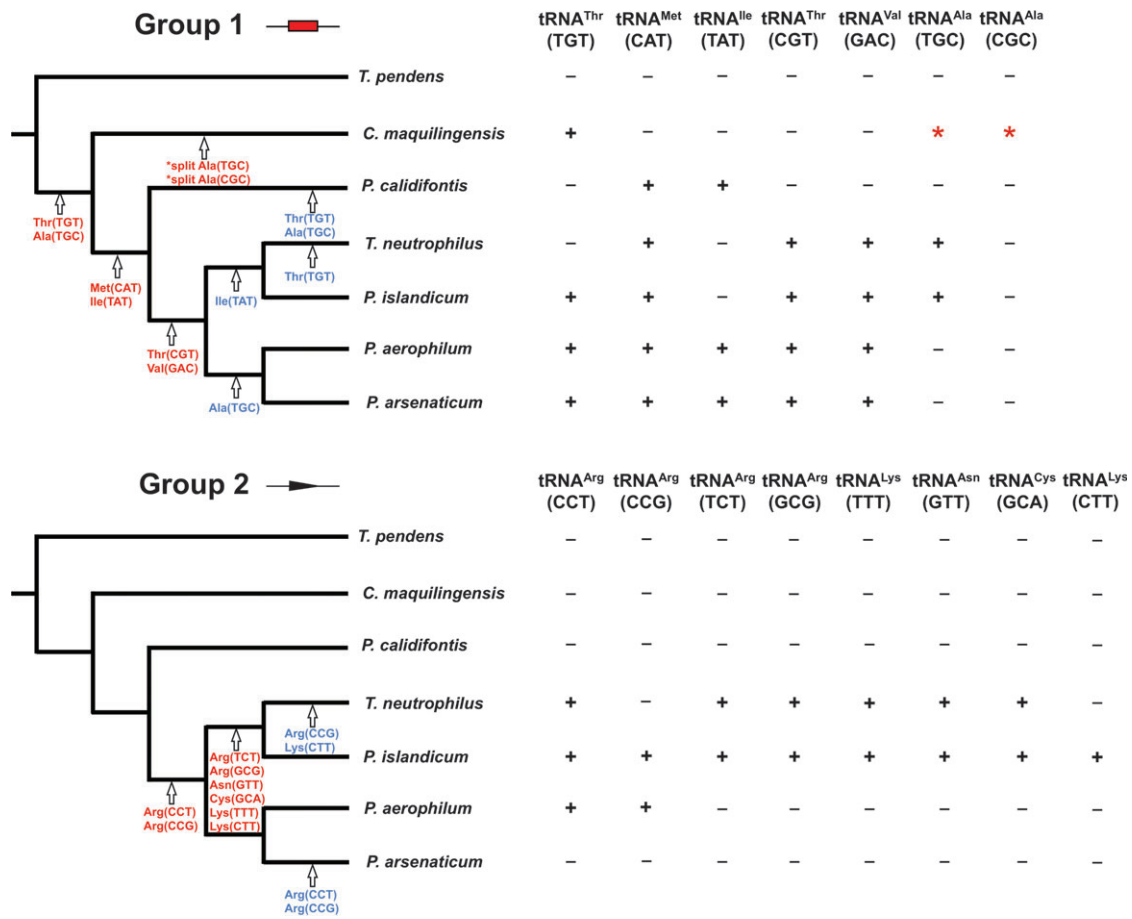 Group 1
tRNAThr tRNAMet tRNAIle tRNAThr tRNAVal tRNAAla tRNAAla
(TGT) (CAT) (TAT) (CGT) (GAC) (TGC) (CGC)
T. pendens – – – – – – –
C. maquilingensis + – – – – * *
*split Ala(TGC)
*split Ala(CGC)
P. calidifontis – + + – – – –
Thr(TGT)
Ala(TGC)
Thr(TGT)
Ala(TGC)
T. neutrophilus – + – + + + –
Met(CAT)
Ile(TAT)
Ile(TAT)
Thr(TGT)
P. islandicum + + – + + + –
Thr(CGT)
Val(GAC)
P. aerophilum + + + + + – –
Ala(TGC)
P. arsenaticum + + + + + – –
Group 2
tRNAArg tRNAArg tRNAArg tRNAArg tRNALys tRNAAsn tRNACys tRNALys
(CCT) (CCG) (TCT) (GCG) (TTT) (GTT) (GCA) (CTT)
T. pendens – – – – – – – –
C. maquilingensis – – – – – – – –
P. calidifontis – – – – – – – –
T. neutrophilus + – + + + + + –
Arg(CCG)
Lys(CTT)
P. islandicum + + + + + + + +
Arg(TCT)
Arg(GCG)
Asn(GTT)
Cys(GCA)
Lys(TTT)
Lys(CTT)
Arg(CCT)
Arg(CCG)
P. aerophilum + + – – – – – –
P. arsenaticum – – – – – – – –
Arg(CCT)
Arg(CCG)